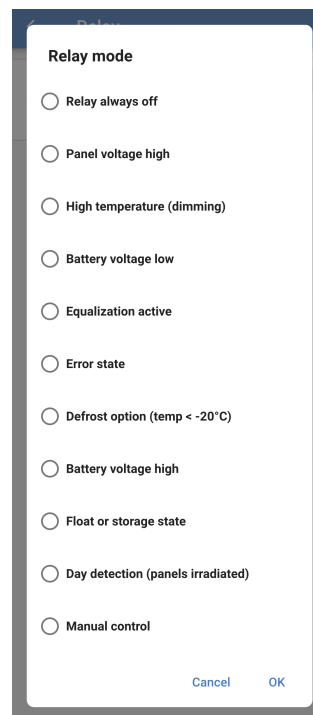 Relay
Relay mode
Relay always off
Panel voltage high
High temperature (dimming)
Battery voltage low
Equalization active
Error state
Defrost option (temp < -20°C)
Battery voltage high
Float or storage state
Day detection (panels irradiated)
Manual control
Cancel OK